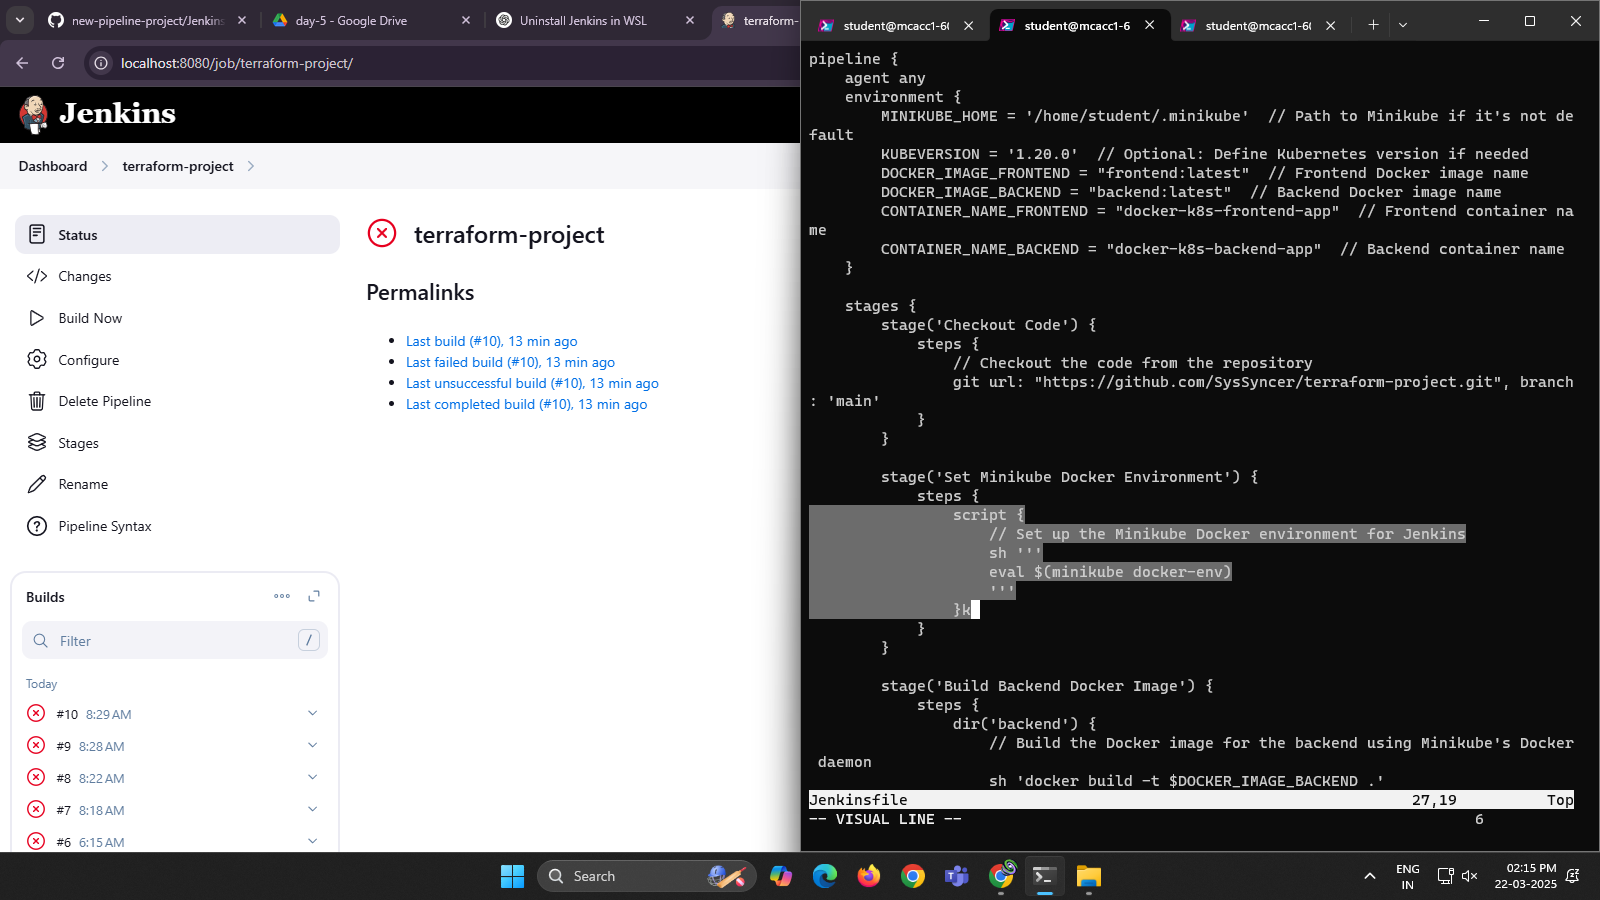 new-pipeline-project/Jenkins
day-5 - Google Drive
Uninstall Jenkins in WSL
terraform-
localhost:8080/job/terraform-project/
Jenkins
Dashboard
terraform-project
Status
Changes
Build Now
Configure
Delete Pipeline
Stages
Rename
Pipeline Syntax
Builds
Filter
/
Today
#10 8:29 AM
#9 8:28 AM
#8 8:22 AM
#7 8:18 AM
#6 6:15 AM
terraform-project
Permalinks
Last build (#10), 13 min ago
Last failed build (#10), 13 min ago
Last unsuccessful build (#10), 13 min ago
Last completed build (#10), 13 min ago
student@mcacc1-60
student@mcacc1-6
student@mcacc1-60
pipeline {
    agent any
    environment {
        MINIKUBE_HOME = '/home/student/.minikube'  // Path to Minikube if it's not de
fault
        KUBEVERSION = '1.20.0'  // Optional: Define Kubernetes version if needed
        DOCKER_IMAGE_FRONTEND = "frontend:latest"  // Frontend Docker image name
        DOCKER_IMAGE_BACKEND = "backend:latest"  // Backend Docker image name
        CONTAINER_NAME_FRONTEND = "docker-k8s-frontend-app"  // Frontend container na
me
        CONTAINER_NAME_BACKEND = "docker-k8s-backend-app"  // Backend container name
    }
    stages {
        stage('Checkout Code') {
            steps {
                // Checkout the code from the repository
                git url: "https://github.com/SysSyncer/terraform-project.git", branch
: 'main'
            }
        }
        stage('Set Minikube Docker Environment') {
            steps {
                script {
                    // Set up the Minikube Docker environment for Jenkins
                    sh '''
                    eval $(minikube docker-env)
                    '''
                }k
            }
        }
        stage('Build Backend Docker Image') {
            steps {
                dir('backend') {
                    // Build the Docker image for the backend using Minikube's Docker
 daemon
                    sh 'docker build -t $DOCKER_IMAGE_BACKEND .'
Jenkinsfile 27,19 Top
-- VISUAL LINE -- 6
Search
ENG
IN
02:15 PM
22-03-2025